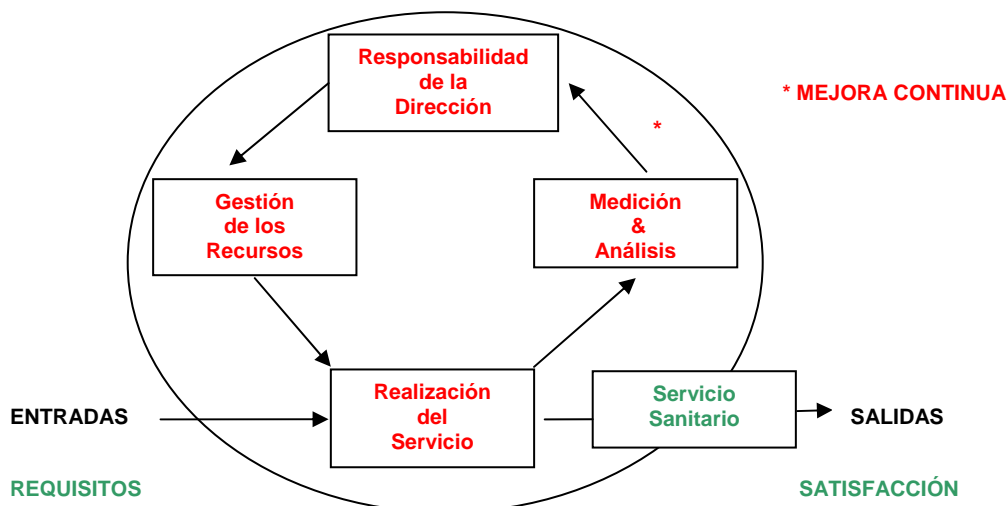 Responsabilidad
de la
Dirección
* MEJORA CONTINUA
*
Gestión
de los
Recursos
Medición
&
Análisis
Realización
del
Servicio
Servicio
Sanitario
ENTRADAS
SALIDAS
REQUISITOS
SATISFACCIÓN